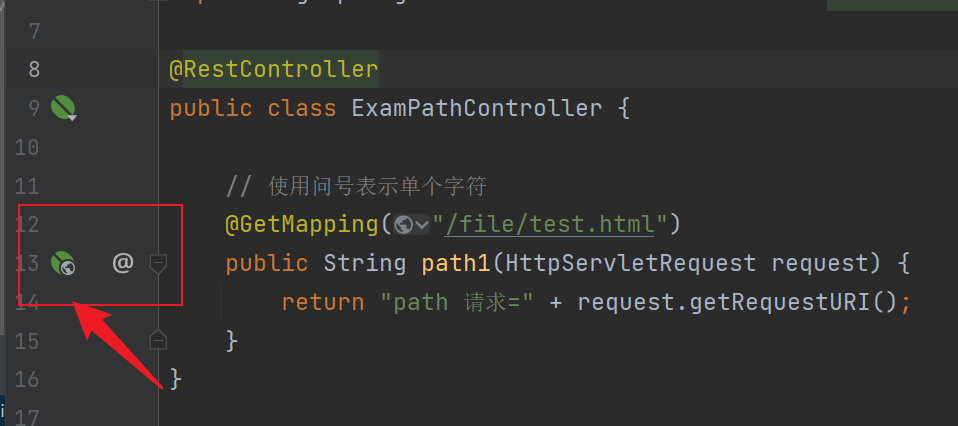 7
8 @RestController
9 public class ExamPathController {
10
11 // 使用问号表示单个字符
12 @GetMapping("/file/test.html")
13 @ public String path1(HttpServletRequest request) {
14 return "path 请求=" + request.getRequestURI();
15 }
16 }
17